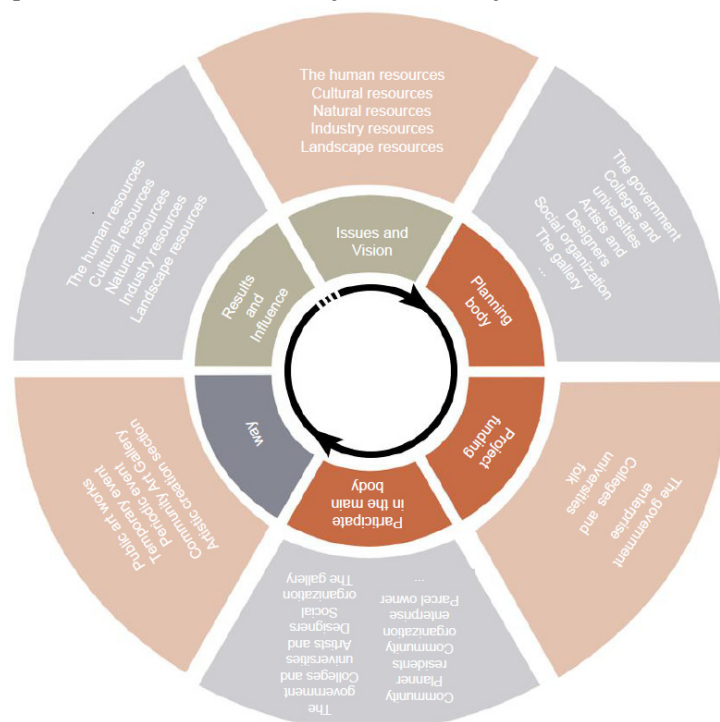 The human resources
Cultural resources
Natural resources
Industry resources
Landscape resources
Issues and
Vision
The government
Colleges and
universities
Artists and
Designers
Social organization
The gallery
...
Planning
body
The government
enterprise
Colleges and
universities
folk
Project
funding
Community
Planner
residents
Community
organization
enterprise
Parcel owner
...
The
government
Colleges and
universities
Artists and
Designers
Social
organization
The gallery
Participate
in the main
body
Public art works
Temporary event
Periodic event
Community Art Gallery
Artistic creation section
way
The human resources
Cultural resources
Natural resources
Industry resources
Landscape resources
Results
and
Influence